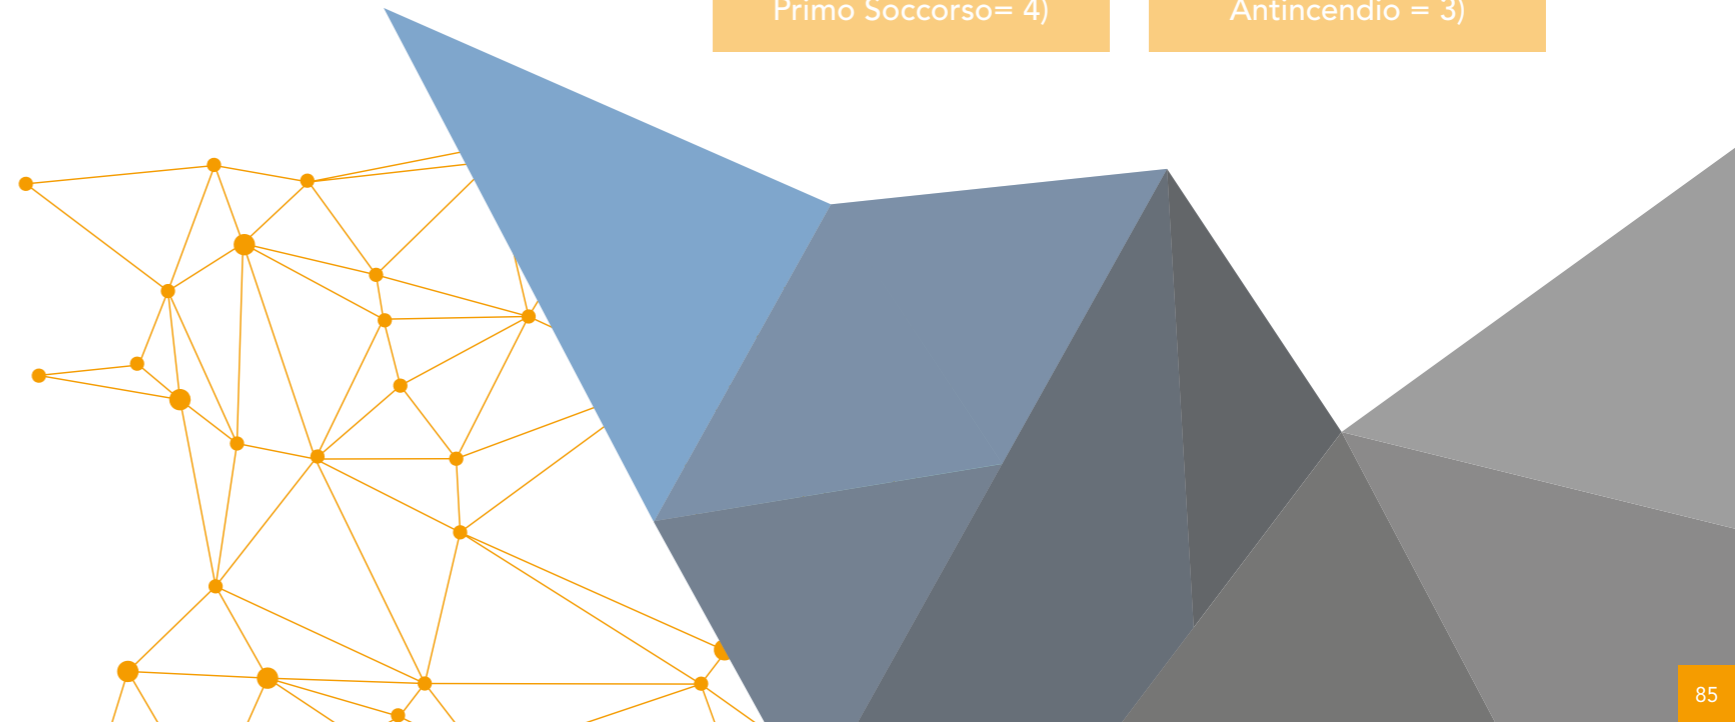 Primo Soccorso= 4)
Antincendio = 3)
85